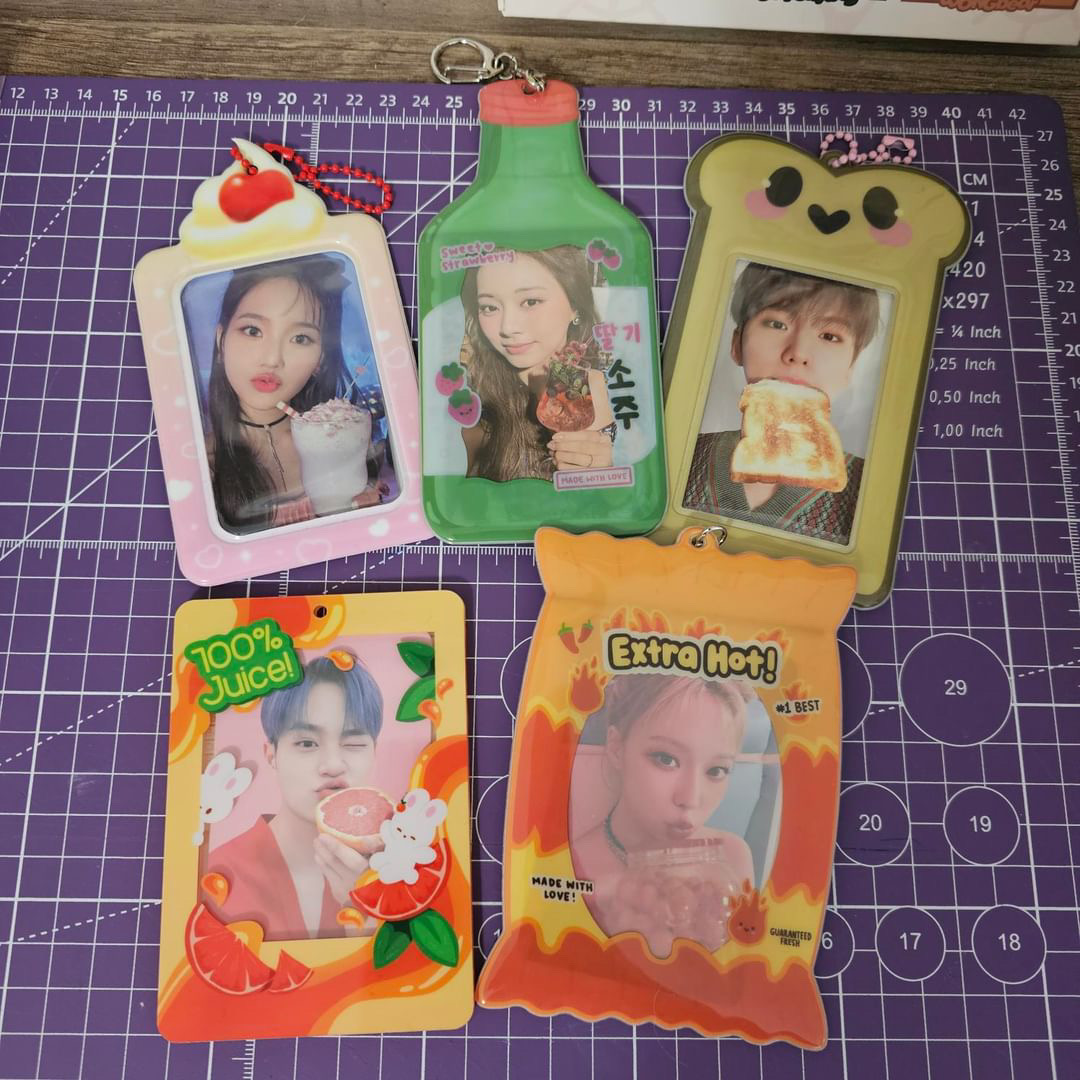 12 13 14 15 16 17 18 19 20 21 22 23 24 25 29 30 31 32 33 34 35 36 37 38 39 40 41 42
27
26
25
24
23
22
21
20
CM
420
x297
= ¼ Inch
0,25 Inch
0,50 Inch
= 1,00 Inch
Sweet
Strawberry
딸기
소주
MADE WITH LOVE
100%
Juice!
Extra Hot!
#1 BEST
MADE WITH
LOVE!
GUARANTEED
FRESH
29
20
19
17
18